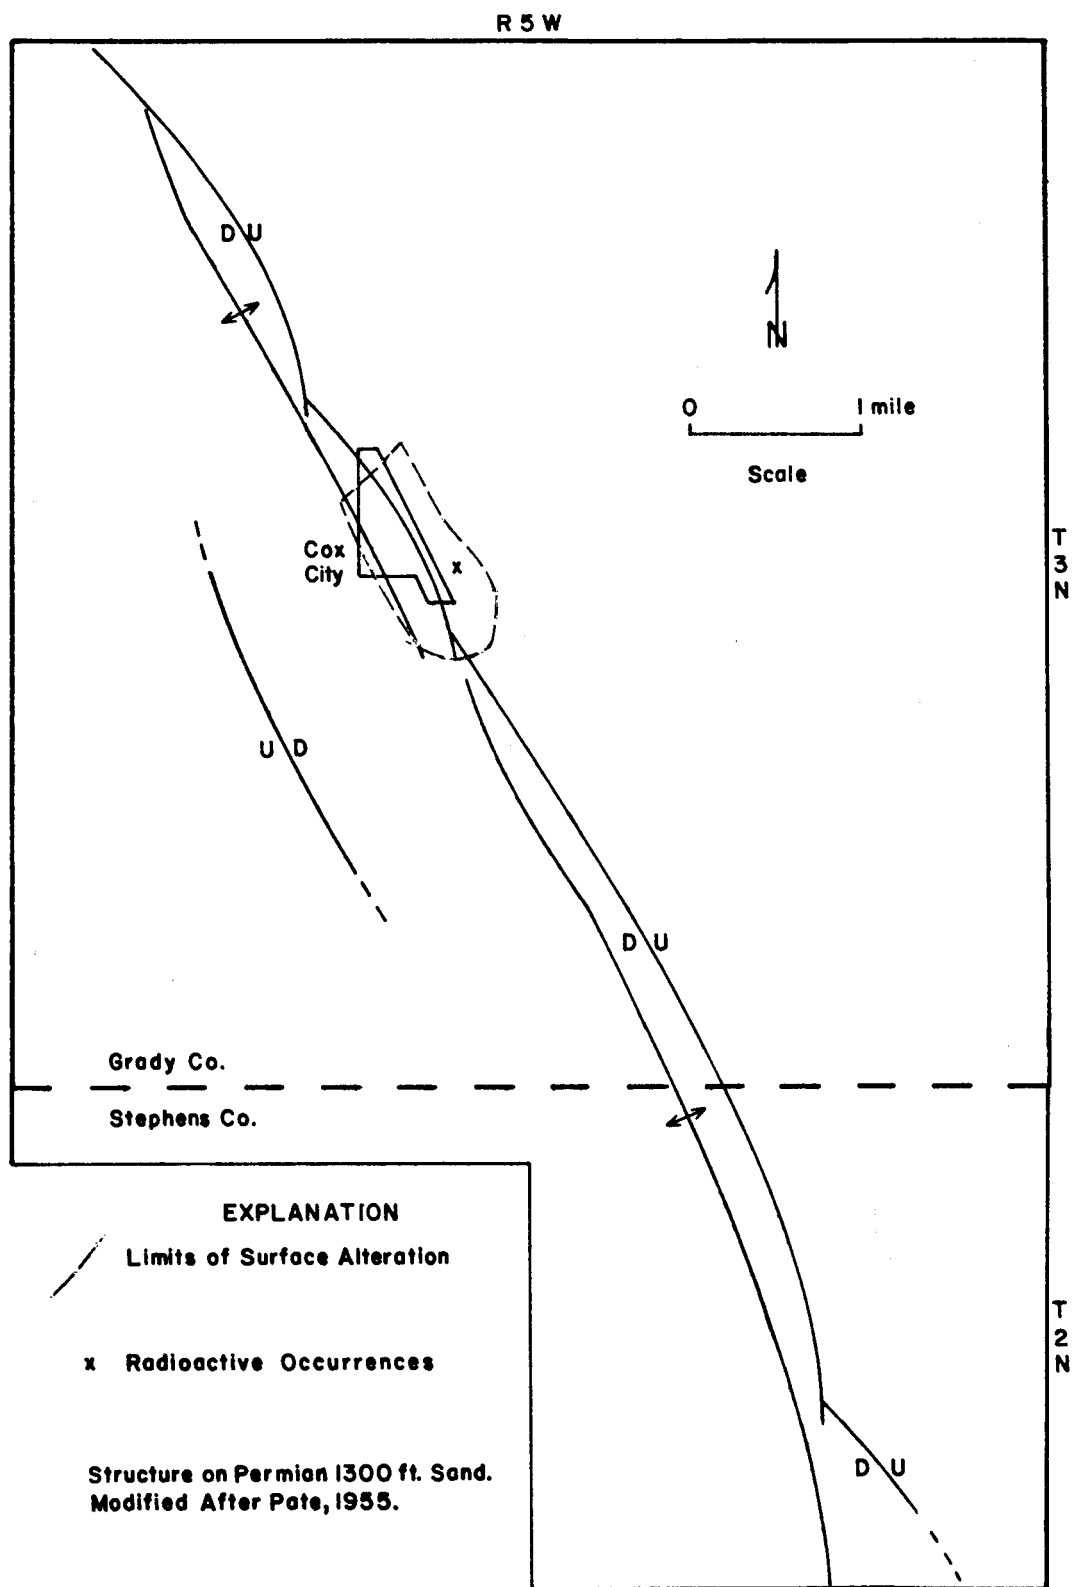 R 5 W
D U
N
0 1 mile
Scale
Cox
City
x
T
3
N
U D
D U
Grady Co.
Stephens Co.
EXPLANATION
Limits of Surface Alteration
x Radioactive Occurrences
Structure on Permian 1300 ft. Sand.
Modified After Pate, 1955.
T
2
N
D U